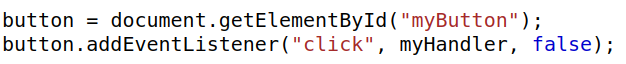 button = document.getElementById("myButton");
button.addEventListener("click", myHandler, false);